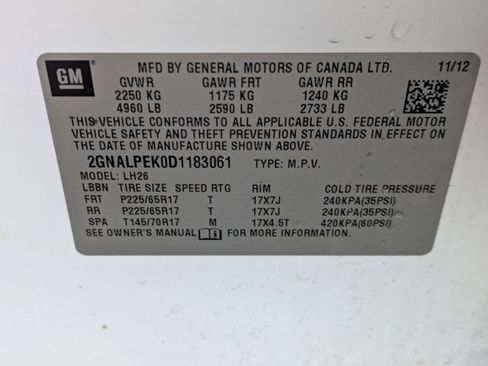 GM
MFD BY GENERAL MOTORS OF CANADA LTD. 11/12
GVWR GAWR FRT GAWR RR
2250 KG 1175 KG 1240 KG
4960 LB 2590 LB 2733 LB
THIS VEHICLE CONFORMS TO ALL APPLICABLE U.S. FEDERAL MOTOR
VEHICLE SAFETY AND THEFT PREVENTION STANDARDS IN EFFECT ON
THE DATE OF MANUFACTURE SHOWN ABOVE.
2GNALPEK0D1183061 TYPE: M.P.V.
MODEL: LH26
LBBN TIRE SIZE SPEED RTG RIM COLD TIRE PRESSURE
FRT P225/65R17 T 17X7J 240KPA(35PSI)
RR P225/65R17 T 17X7J 240KPA(35PSI)
SPA T145/70R17 M 17X4.5T 420KPA(60PSI)
SEE OWNER'S MANUAL FOR MORE INFORMATION.